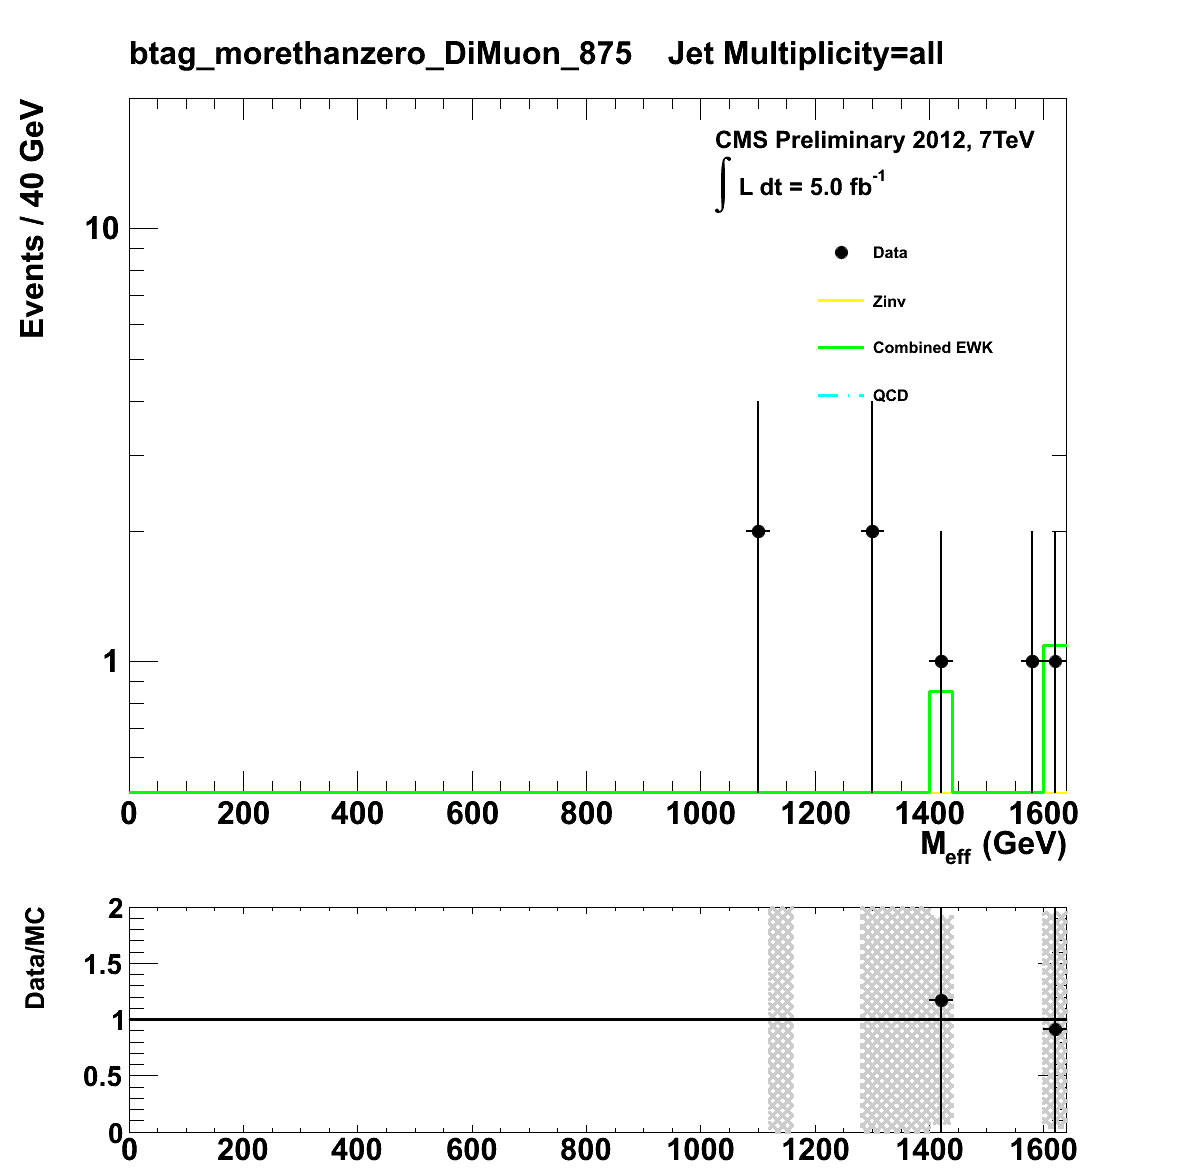 btag_morethanzero_DiMuon_875 Jet Multiplicity=all
Events / 40 GeV
CMS Preliminary 2012, 7TeV
∫ L dt = 5.0 fb-1
Data
Zinv
Combined EWK
QCD
10
1
0 200 400 600 800 1000 1200 1400 1600
Meff (GeV)
Data/MC
2
1.5
1
0.5
0
0 200 400 600 800 1000 1200 1400 1600